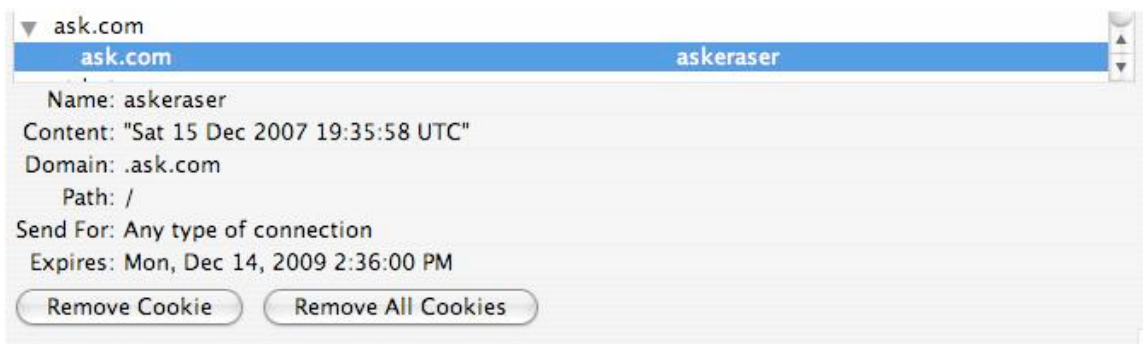 ask.com
ask.com askeraser
Name: askeraser
Content: "Sat 15 Dec 2007 19:35:58 UTC"
Domain: .ask.com
Path: /
Send For: Any type of connection
Expires: Mon, Dec 14, 2009 2:36:00 PM
Remove Cookie Remove All Cookies